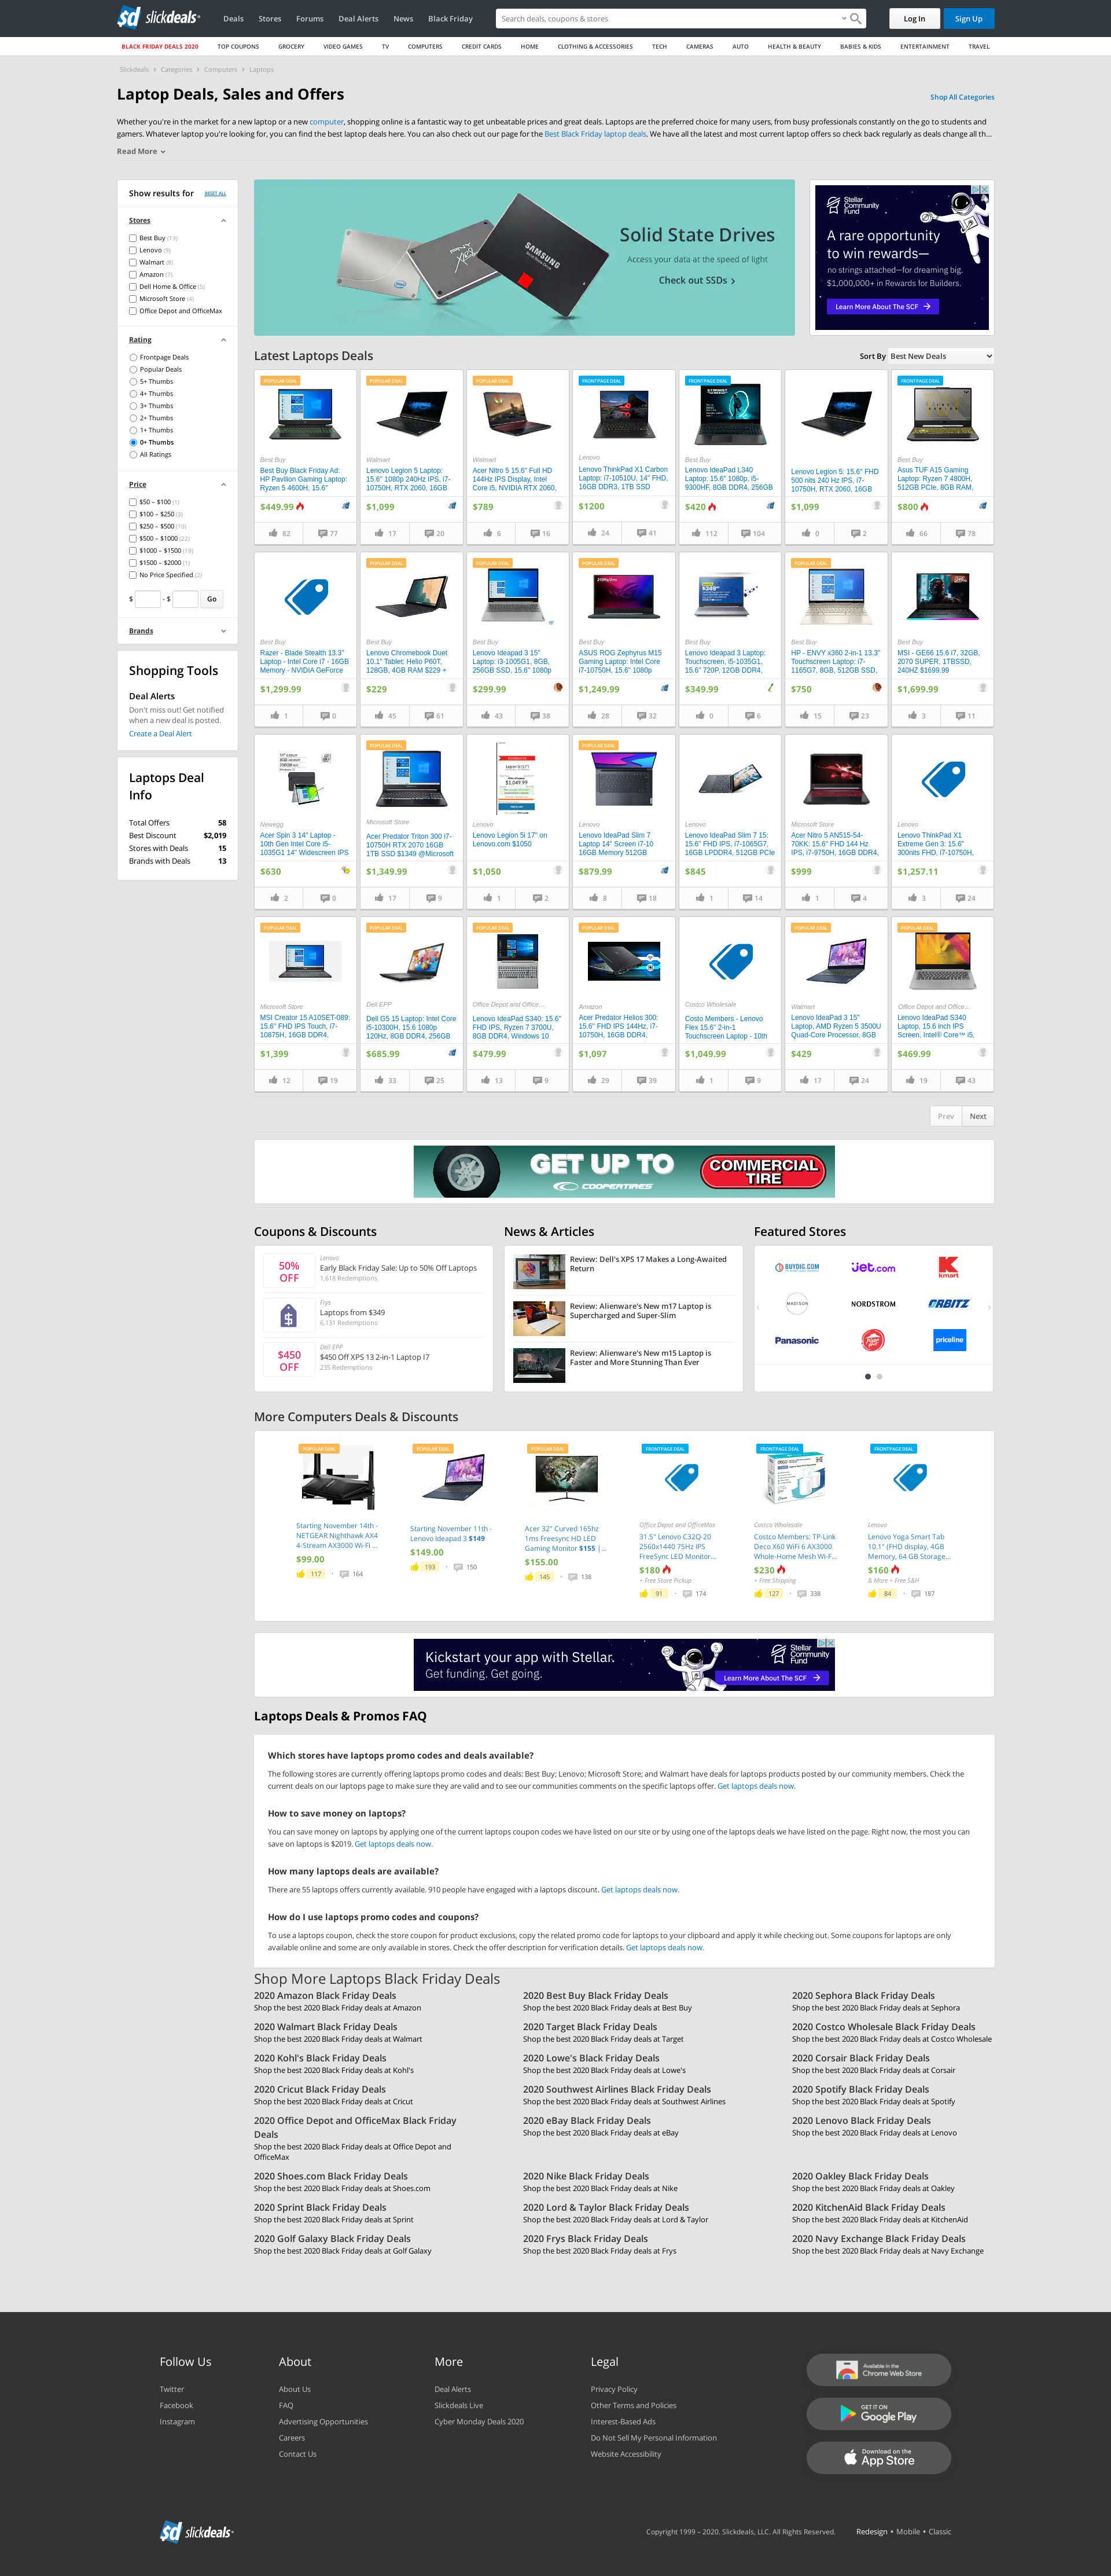 sd slickdeals
Deals
Stores
Forums
Deal Alerts
News
Black Friday
Search deals, coupons & stores
Log In
Sign Up
BLACK FRIDAY DEALS 2020
TOP COUPONS
GROCERY
VIDEO GAMES
TV
COMPUTERS
CREDIT CARDS
HOME
CLOTHING & ACCESSORIES
TECH
CAMERAS
AUTO
HEALTH & BEAUTY
BABIES & KIDS
ENTERTAINMENT
TRAVEL
Slickdeals › Categories › Computers › Laptops
Laptop Deals, Sales and Offers
Shop All Categories
Whether you're in the market for a new laptop or a new computer, shopping online is a fantastic way to get unbeatable prices and great deals. Laptops are the preferred choice for many users, from busy professionals constantly on the go to students and
gamers. Whatever laptop you're looking for, you can find the best laptop deals here. You can also check out our page for the Best Black Friday laptop deals. We have all the latest and most current laptop offers so check back regularly as deals change all th...
Read More
Show results for
RESET ALL
Stores
Best Buy (13)
Lenovo (9)
Walmart (8)
Amazon (7)
Dell Home & Office (5)
Microsoft Store (4)
Office Depot and OfficeMax
Rating
Frontpage Deals
Popular Deals
5+ Thumbs
4+ Thumbs
3+ Thumbs
2+ Thumbs
1+ Thumbs
0+ Thumbs
All Ratings
Price
$50 – $100 (1)
$100 – $250 (3)
$250 – $500 (10)
$500 – $1000 (22)
$1000 – $1500 (19)
$1500 – $2000 (1)
No Price Specified (2)
$ - $ Go
Brands
Shopping Tools
Deal Alerts
Don't miss out! Get notified
when a new deal is posted.
Create a Deal Alert
Laptops Deal
Info
Total Offers 58
Best Discount $2,019
Stores with Deals 15
Brands with Deals 13
Solid State Drives
Access your data at the speed of light
Check out SSDs
SAMSUNG
Stellar
Community
Fund
A rare opportunity
to win rewards—
no strings attached—for dreaming big.
$1,000,000+ in Rewards for Builders.
Learn More About The SCF
Latest Laptops Deals
Sort By Best New Deals
POPULAR DEAL
Best Buy
Best Buy Black Friday Ad:
HP Pavilion Gaming Laptop:
Ryzen 5 4600H, 15.6"
$449.99
82 77
POPULAR DEAL
Walmart
Lenovo Legion 5 Laptop:
15.6" 1080p 240Hz IPS, i7-
10750H, RTX 2060, 16GB
$1,099
17 20
POPULAR DEAL
Walmart
Acer Nitro 5 15.6" Full HD
144Hz IPS Display, Intel
Core i5, NVIDIA RTX 2060,
$789
6 16
FRONTPAGE DEAL
Lenovo
Lenovo ThinkPad X1 Carbon
Laptop: i7-10510U, 14" FHD,
16GB DDR3, 1TB SSD
$1200
24 41
FRONTPAGE DEAL
Best Buy
Lenovo IdeaPad L340
Laptop: 15.6" 1080p, i5-
9300HF, 8GB DDR4, 256GB
$420
112 104
Lenovo Legion 5: 15.6" FHD
500 nits 240 Hz IPS, i7-
10750H, RTX 2060, 16GB
$1,099
0 2
FRONTPAGE DEAL
Best Buy
Asus TUF A15 Gaming
Laptop: Ryzen 7 4800H,
512GB PCIe, 8GB RAM,
$800
66 78
Best Buy
Razer - Blade Stealth 13.3"
Laptop - Intel Core i7 - 16GB
Memory - NVIDIA GeForce
$1,299.99
1 0
POPULAR DEAL
Best Buy
Lenovo Chromebook Duet
10.1" Tablet: Helio P60T,
128GB, 4GB RAM $229 +
$229
45 61
POPULAR DEAL
Best Buy
Lenovo Ideapad 3 15"
Laptop: i3-1005G1, 8GB,
256GB SSD, 15.6" 1080p
$299.99
43 38
POPULAR DEAL
Best Buy
ASUS ROG Zephyrus M15
Gaming Laptop: Intel Core
i7-10750H, 15.6" 1080p
$1,249.99
28 32
Best Buy
Lenovo Ideapad 3 Laptop:
Touchscreen, i5-1035G1,
15.6" 720P, 12GB DDR4,
$349.99
0 6
POPULAR DEAL
Best Buy
HP - ENVY x360 2-in-1 13.3"
Touchscreen Laptop: i7-
1165G7, 8GB, 512GB SSD,
$750
15 23
Best Buy
MSI - GE66 15.6 i7, 32GB,
2070 SUPER, 1TBSSD,
240HZ $1699.99
$1,699.99
3 11
Newegg
Acer Spin 3 14" Laptop -
10th Gen Intel Core i5-
1035G1 14" Widescreen IPS
$630
2 0
POPULAR DEAL
Microsoft Store
Acer Predator Triton 300 i7-
10750H RTX 2070 16GB
1TB SSD $1349 @Microsoft
$1,349.99
17 9
Lenovo
Lenovo Legion 5i 17" on
Lenovo.com $1050
$1,050
1 2
POPULAR DEAL
Lenovo
Lenovo IdeaPad Slim 7
Laptop 14" Screen i7-10
16GB Memory 512GB
$879.99
8 18
Lenovo
Lenovo IdeaPad Slim 7 15:
15.6" FHD IPS, i7-1065G7,
16GB LPDDR4, 512GB PCIe
$845
1 14
Microsoft Store
Acer Nitro 5 AN515-54-
70KK: 15.6" FHD 144 Hz
IPS, i7-9750H, 16GB DDR4,
$999
1 4
Lenovo
Lenovo ThinkPad X1
Extreme Gen 3: 15.6"
300nits FHD, i7-10750H,
$1,257.11
3 24
POPULAR DEAL
Microsoft Store
MSI Creator 15 A10SET-089:
15.6" FHD IPS Touch, i7-
10875H, 16GB DDR4,
$1,399
12 19
POPULAR DEAL
Dell EPP
Dell G5 15 Laptop: Intel Core
i5-10300H, 15.6 1080p
120Hz, 8GB DDR4, 256GB
$685.99
33 25
POPULAR DEAL
Office Depot and Office...
Lenovo IdeaPad S340: 15.6"
FHD IPS, Ryzen 7 3700U,
8GB DDR4, Windows 10
$479.99
13 9
POPULAR DEAL
Amazon
Acer Predator Helios 300:
15.6" FHD IPS 144Hz, i7-
10750H, 16GB DDR4,
$1,097
29 39
Costco Wholesale
Costo Members - Lenovo
Flex 15.6" 2-in-1
Touchscreen Laptop - 10th
$1,049.99
1 9
POPULAR DEAL
Walmart
Lenovo IdeaPad 3 15"
Laptop, AMD Ryzen 5 3500U
Quad-Core Processor, 8GB
$429
17 24
POPULAR DEAL
Office Depot and Office...
Lenovo IdeaPad S340
Laptop, 15.6 inch IPS
Screen, Intel® Core™ i5,
$469.99
19 43
Prev Next
GET UP TO
COOPERTIRES
COMMERCIAL
TIRE
Coupons & Discounts
50%
OFF
Lenovo
Early Black Friday Sale: Up to 50% Off Laptops
1,618 Redemptions
Frys
Laptops from $349
6,131 Redemptions
$450
OFF
Dell EPP
$450 Off XPS 13 2-in-1 Laptop I7
235 Redemptions
News & Articles
Review: Dell's XPS 17 Makes a Long-Awaited
Return
Review: Alienware's New m17 Laptop is
Supercharged and Super-Slim
Review: Alienware's New m15 Laptop is
Faster and More Stunning Than Ever
Featured Stores
BUYDIG.COM
jet.com
kmart
MADISON
NORDSTROM
ORBITZ
Panasonic
priceline
More Computers Deals & Discounts
POPULAR DEAL
Starting November 14th -
NETGEAR Nighthawk AX4
4-Stream AX3000 Wi-Fi ...
$99.00
117 · 164
POPULAR DEAL
Starting November 11th -
Lenovo Ideapad 3 $149
$149.00
193 · 150
POPULAR DEAL
Acer 32" Curved 165hz
1ms Freesync HD LED
Gaming Monitor $155 |...
$155.00
145 · 138
FRONTPAGE DEAL
Office Depot and OfficeMax
31.5" Lenovo C32Q-20
2560x1440 75Hz IPS
FreeSync LED Monitor...
$180
+ Free Store Pickup
91 · 174
FRONTPAGE DEAL
Costco Wholesale
Costco Members: TP-Link
Deco X60 WiFi 6 AX3000
Whole-Home Mesh Wi-F...
$230
+ Free Shipping
127 · 338
FRONTPAGE DEAL
Lenovo
Lenovo Yoga Smart Tab
10.1" (FHD display, 4GB
Memory, 64 GB Storage...
$160
& More + Free S&H
84 · 187
Kickstart your app with Stellar.
Get funding. Get going.
Stellar
Community
Fund
Learn More About The SCF
Laptops Deals & Promos FAQ
Which stores have laptops promo codes and deals available?
The following stores are currently offering laptops promo codes and deals: Best Buy; Lenovo; Microsoft Store; and Walmart have deals for laptops products posted by our community members. Check the
current deals on our laptops page to make sure they are valid and to see our communities comments on the specific laptops offer. Get laptops deals now.
How to save money on laptops?
You can save money on laptops by applying one of the current laptops coupon codes we have listed on our site or by using one of the laptops deals we have listed on the page. Right now, the most you can
save on laptops is $2019. Get laptops deals now.
How many laptops deals are available?
There are 55 laptops offers currently available. 910 people have engaged with a laptops discount. Get laptops deals now.
How do I use laptops promo codes and coupons?
To use a laptops coupon, check the store coupon for product exclusions, copy the related promo code for laptops to your clipboard and apply it while checking out. Some coupons for laptops are only
available online and some are only available in stores. Check the offer description for verification details. Get laptops deals now.
Shop More Laptops Black Friday Deals
2020 Amazon Black Friday Deals
Shop the best 2020 Black Friday deals at Amazon
2020 Best Buy Black Friday Deals
Shop the best 2020 Black Friday deals at Best Buy
2020 Sephora Black Friday Deals
Shop the best 2020 Black Friday deals at Sephora
2020 Walmart Black Friday Deals
Shop the best 2020 Black Friday deals at Walmart
2020 Target Black Friday Deals
Shop the best 2020 Black Friday deals at Target
2020 Costco Wholesale Black Friday Deals
Shop the best 2020 Black Friday deals at Costco Wholesale
2020 Kohl's Black Friday Deals
Shop the best 2020 Black Friday deals at Kohl's
2020 Lowe's Black Friday Deals
Shop the best 2020 Black Friday deals at Lowe's
2020 Corsair Black Friday Deals
Shop the best 2020 Black Friday deals at Corsair
2020 Cricut Black Friday Deals
Shop the best 2020 Black Friday deals at Cricut
2020 Southwest Airlines Black Friday Deals
Shop the best 2020 Black Friday deals at Southwest Airlines
2020 Spotify Black Friday Deals
Shop the best 2020 Black Friday deals at Spotify
2020 Office Depot and OfficeMax Black Friday
Deals
Shop the best 2020 Black Friday deals at Office Depot and
OfficeMax
2020 eBay Black Friday Deals
Shop the best 2020 Black Friday deals at eBay
2020 Lenovo Black Friday Deals
Shop the best 2020 Black Friday deals at Lenovo
2020 Shoes.com Black Friday Deals
Shop the best 2020 Black Friday deals at Shoes.com
2020 Nike Black Friday Deals
Shop the best 2020 Black Friday deals at Nike
2020 Oakley Black Friday Deals
Shop the best 2020 Black Friday deals at Oakley
2020 Sprint Black Friday Deals
Shop the best 2020 Black Friday deals at Sprint
2020 Lord & Taylor Black Friday Deals
Shop the best 2020 Black Friday deals at Lord & Taylor
2020 KitchenAid Black Friday Deals
Shop the best 2020 Black Friday deals at KitchenAid
2020 Golf Galaxy Black Friday Deals
Shop the best 2020 Black Friday deals at Golf Galaxy
2020 Frys Black Friday Deals
Shop the best 2020 Black Friday deals at Frys
2020 Navy Exchange Black Friday Deals
Shop the best 2020 Black Friday deals at Navy Exchange
Follow Us
Twitter
Facebook
Instagram
About
About Us
FAQ
Advertising Opportunities
Careers
Contact Us
More
Deal Alerts
Slickdeals Live
Cyber Monday Deals 2020
Legal
Privacy Policy
Other Terms and Policies
Interest-Based Ads
Do Not Sell My Personal Information
Website Accessibility
Available in the
Chrome Web Store
GET IT ON
Google Play
Download on the
App Store
sd slickdeals
Copyright 1999 – 2020. Slickdeals, LLC. All Rights Reserved.
Redesign • Mobile • Classic